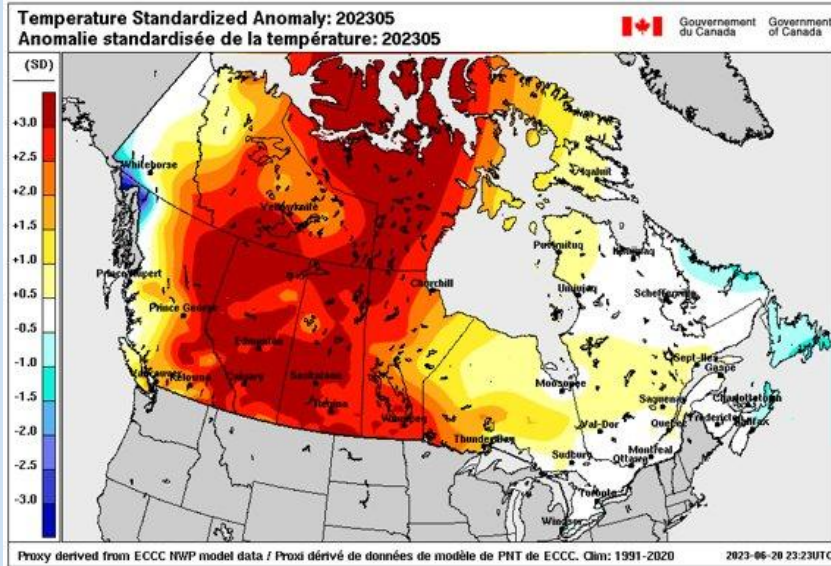 Temperature Standardized Anomaly: 202305
Anomalie standardisée de la température: 202305
Gouvernement du Canada
Government of Canada
(SD)
+3.0
+2.5
+2.0
+1.5
+1.0
+0.5
-0.5
-1.0
-1.5
-2.0
-2.5
-3.0
Whitehorse
Yellowknife
Iqaluit
Prince Rupert
Prince George
Churchill
Puvirnituq
Kuujjuaq
Umiujaq
Schefferville
Edmonton
Vancouver
Kelowna
Calgary
Saskatoon
Regina
Winnipeg
Moosonee
Sept-Iles
Gaspe
Thunder Bay
Val-Dor
Saguenay
Quebec
Charlottetown
Fredericton
Halifax
Sudbury
Ottawa
Montreal
Toronto
Windsor
Proxy derived from ECCC NWP model data / Proxi dérivé de données de modèle de PNT de ECCC. Clim: 1991-2020
2023-06-20 23:23UTC